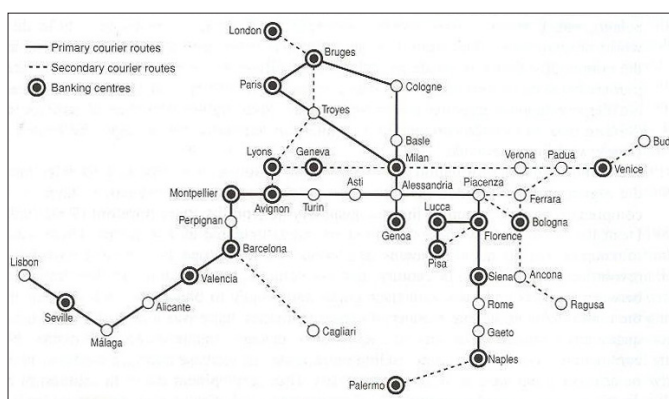 Primary courier routes
Secondary courier routes
Banking centres
London
Bruges
Paris
Cologne
Troyes
Basle
Lyons
Geneva
Milan
Verona
Padua
Bud
Venice
Montpellier
Avignon
Turin
Asti
Alessandria
Piacenza
Ferrara
Perpignan
Genoa
Lucca
Florence
Bologna
Barcelona
Pisa
Lisbon
Valencia
Siena
Ancona
Seville
Alicante
Rome
Ragusa
Málaga
Cagliari
Gaeto
Naples
Palermo